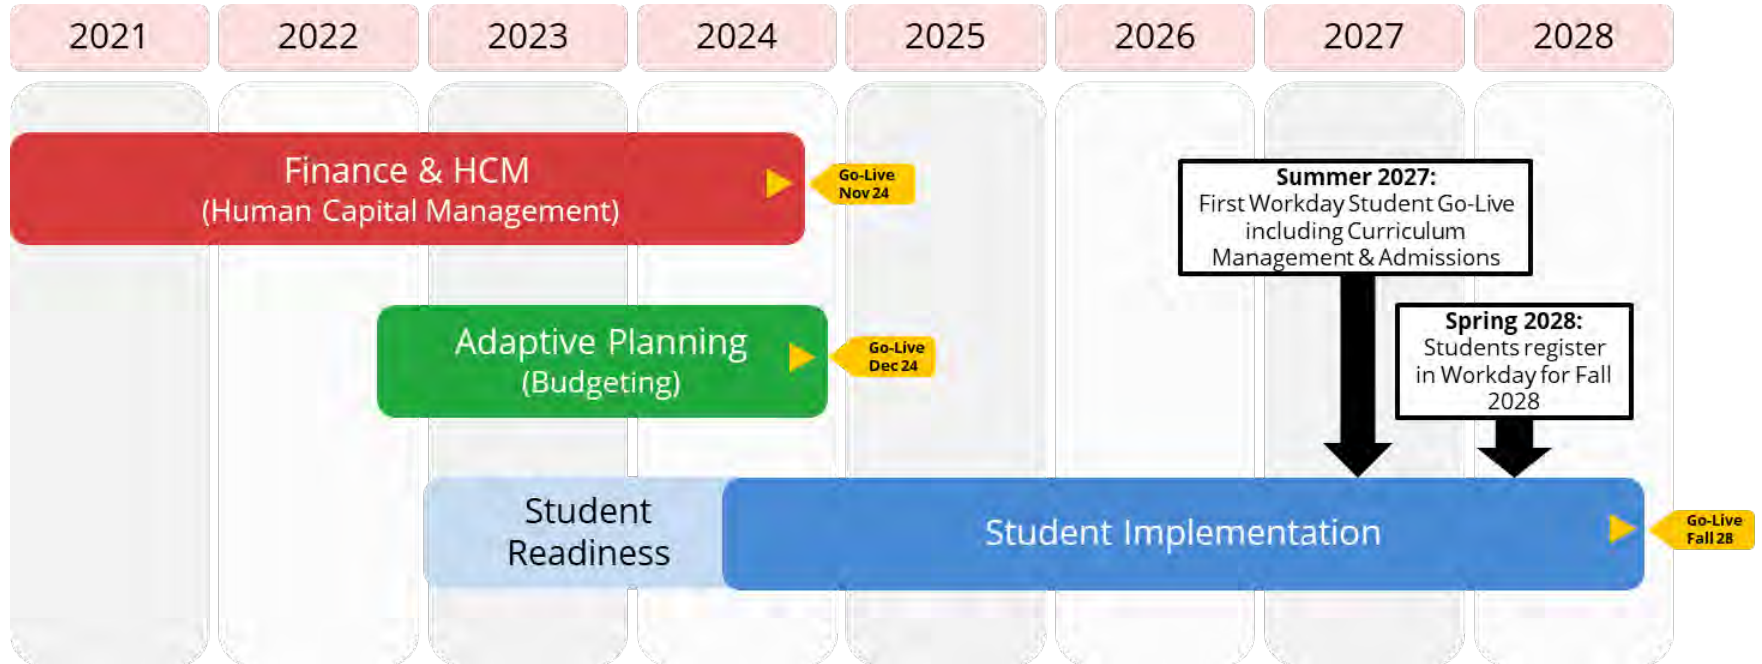 2021 2022 2023 2024 2025 2026 2027 2028
Finance & HCM
(Human Capital Management)
Go-Live
Nov 24
Summer 2027:
First Workday Student Go-Live
including Curriculum
Management & Admissions
Adaptive Planning
(Budgeting)
Go-Live
Dec 24
Spring 2028:
Students register
in Workday for Fall
2028
Student
Readiness
Student Implementation
Go-Live
Fall 28